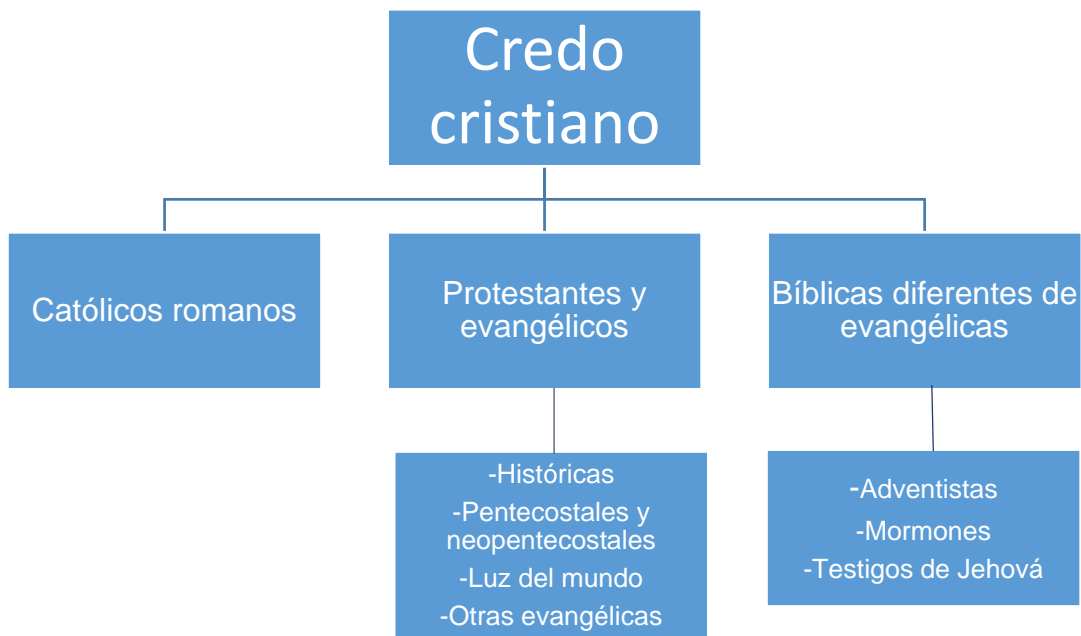 Credo
cristiano
Católicos romanos
Protestantes y
evangélicos
Bíblicas diferentes de
evangélicas
-Históricas
-Pentecostales y
neopentecostales
-Luz del mundo
-Otras evangélicas
-Adventistas
-Mormones
-Testigos de Jehová